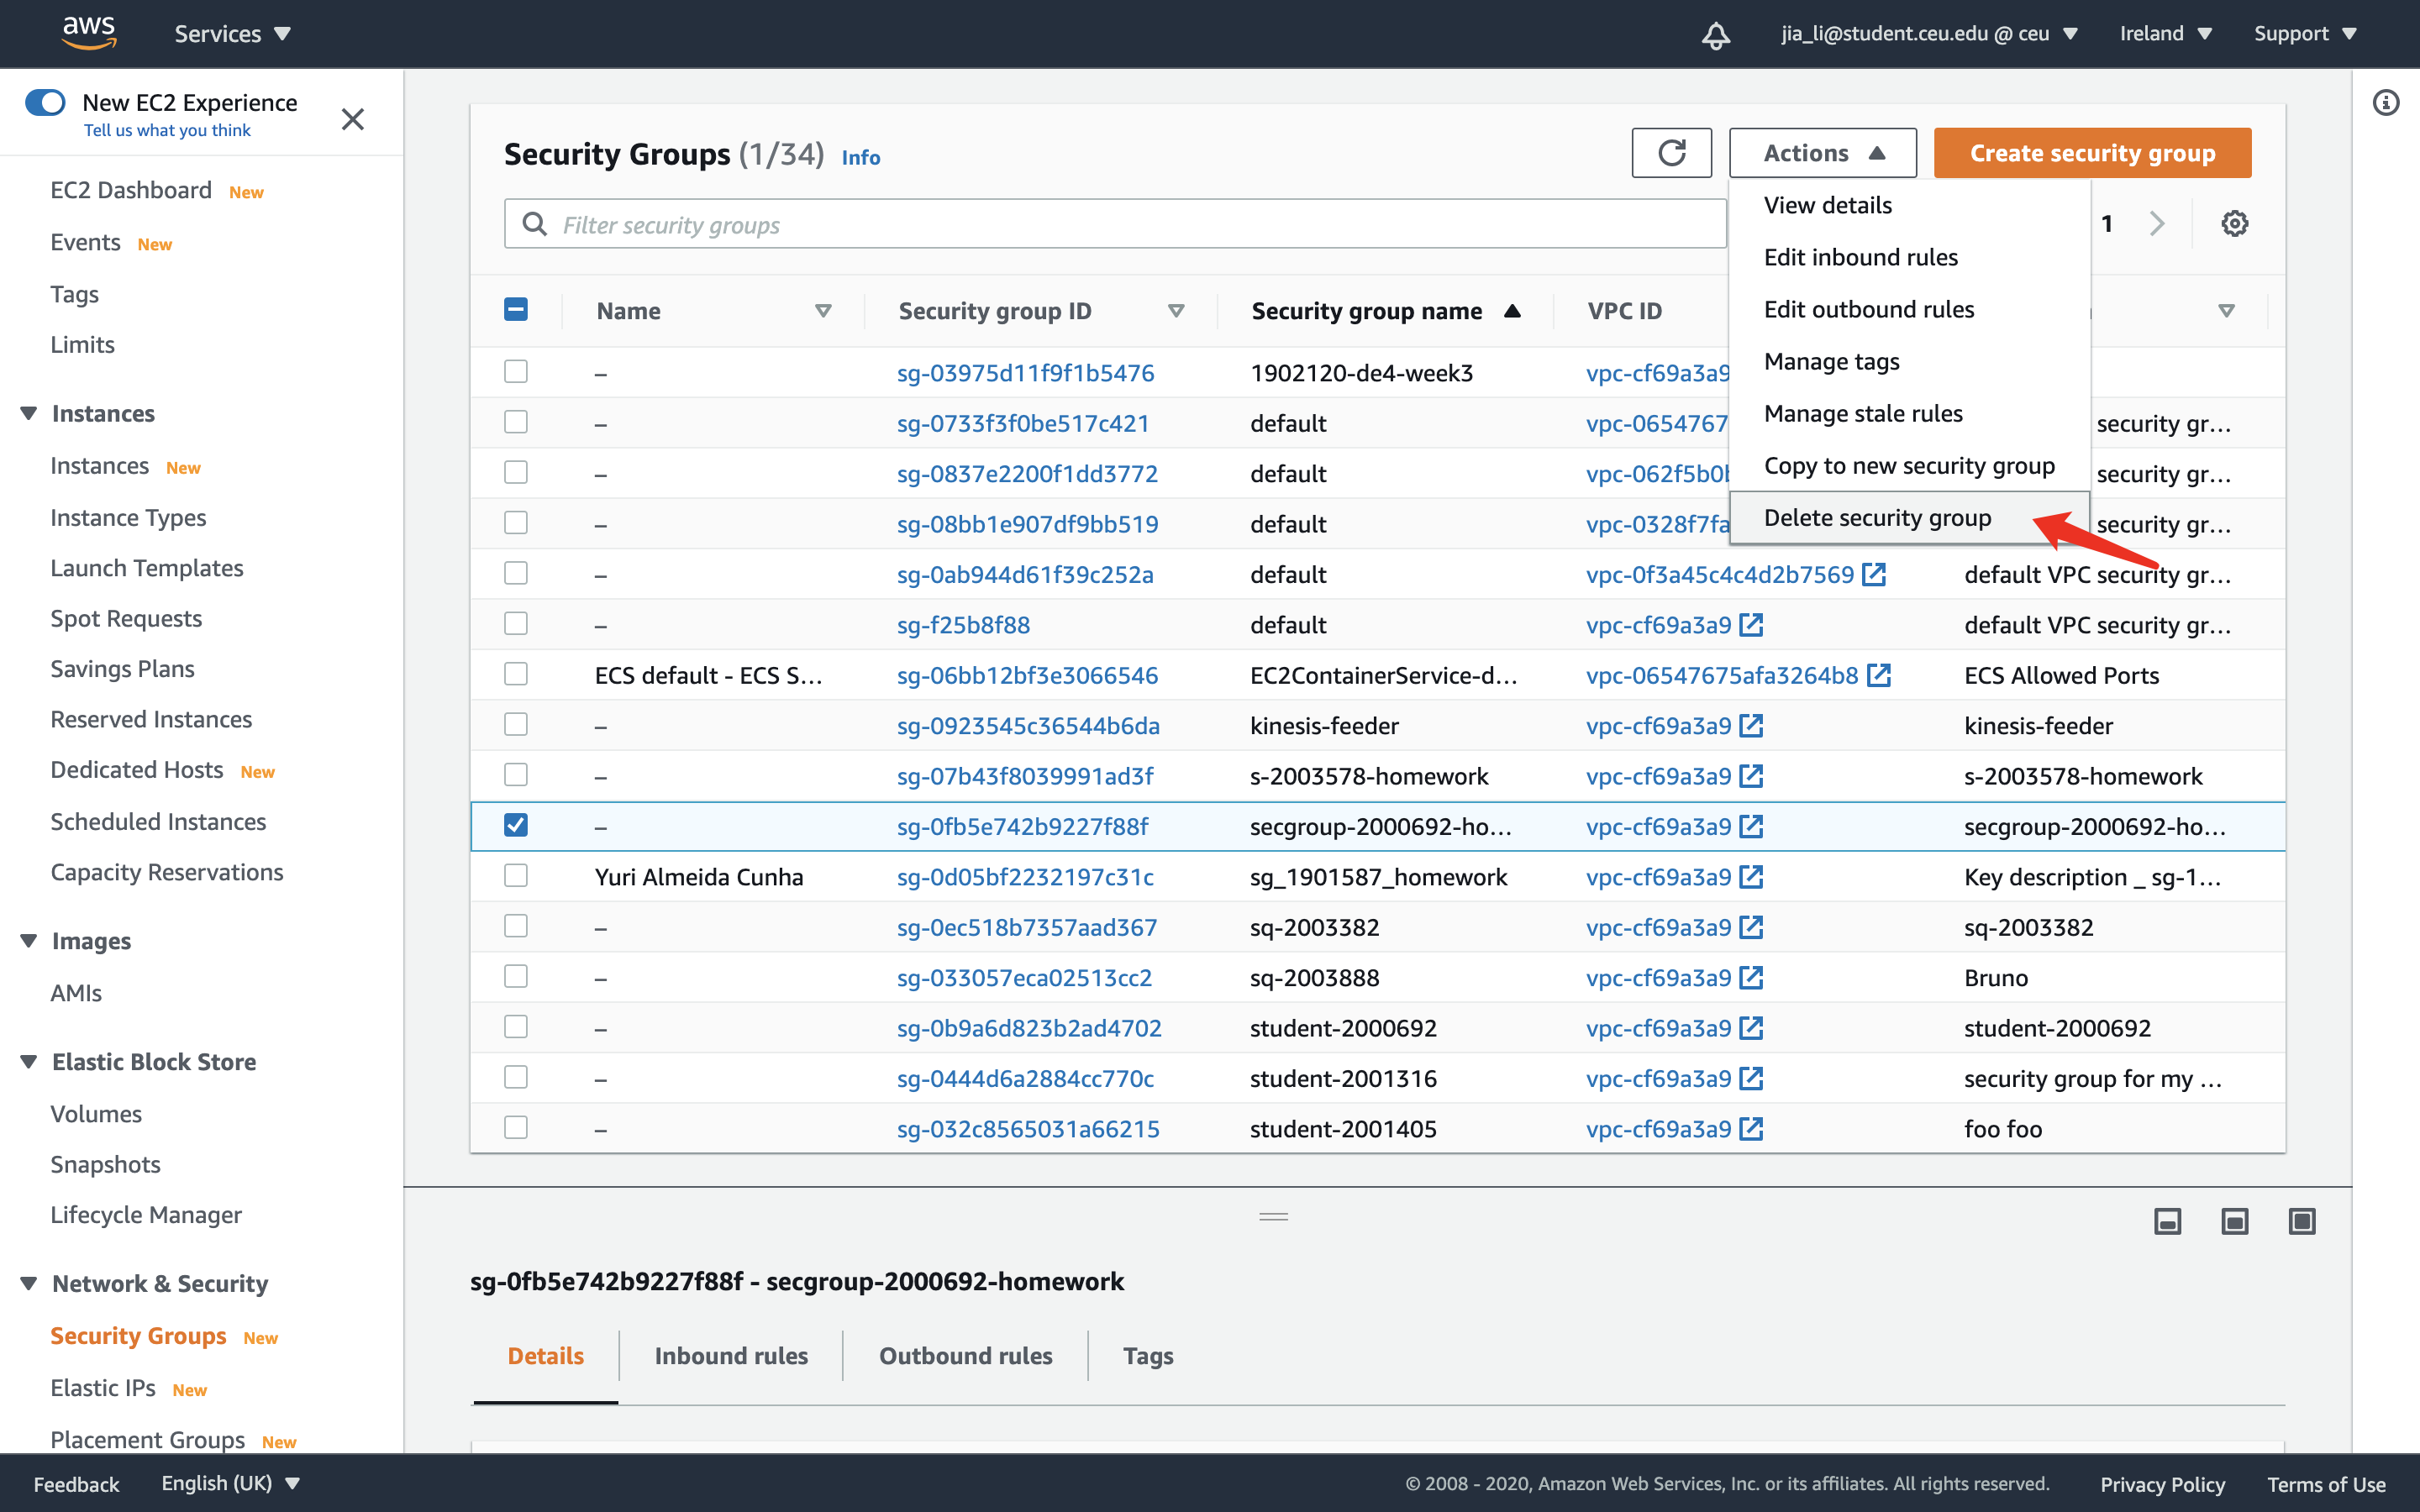 aws
Services
jia_li@student.ceu.edu @ ceu
Ireland
Support
New EC2 Experience
Tell us what you think
EC2 Dashboard New
Events New
Tags
Limits
Instances
Instances New
Instance Types
Launch Templates
Spot Requests
Savings Plans
Reserved Instances
Dedicated Hosts New
Scheduled Instances
Capacity Reservations
Images
AMIs
Elastic Block Store
Volumes
Snapshots
Lifecycle Manager
Network & Security
Security Groups New
Elastic IPs New
Placement Groups New
Security Groups (1/34) Info
Actions
Create security group
Filter security groups
1
View details
Edit inbound rules
Edit outbound rules
Manage tags
Manage stale rules
Copy to new security group
Delete security group
Name Security group ID Security group name VPC ID
– sg-03975d11f9f1b5476 1902120-de4-week3 vpc-cf69a3a9
– sg-0733f3f0be517c421 default vpc-0654767 security gr...
– sg-0837e2200f1dd3772 default vpc-062f5b0b security gr...
– sg-08bb1e907df9bb519 default vpc-0328f7fa security gr...
– sg-0ab944d61f39c252a default vpc-0f3a45c4c4d2b7569 default VPC security gr...
– sg-f25b8f88 default vpc-cf69a3a9 default VPC security gr...
ECS default - ECS S... sg-06bb12bf3e3066546 EC2ContainerService-d... vpc-06547675afa3264b8 ECS Allowed Ports
– sg-0923545c36544b6da kinesis-feeder vpc-cf69a3a9 kinesis-feeder
– sg-07b43f8039991ad3f s-2003578-homework vpc-cf69a3a9 s-2003578-homework
– sg-0fb5e742b9227f88f secgroup-2000692-ho... vpc-cf69a3a9 secgroup-2000692-ho...
Yuri Almeida Cunha sg-0d05bf2232197c31c sg_1901587_homework vpc-cf69a3a9 Key description _ sg-1...
– sg-0ec518b7357aad367 sq-2003382 vpc-cf69a3a9 sq-2003382
– sg-033057eca02513cc2 sq-2003888 vpc-cf69a3a9 Bruno
– sg-0b9a6d823b2ad4702 student-2000692 vpc-cf69a3a9 student-2000692
– sg-0444d6a2884cc770c student-2001316 vpc-cf69a3a9 security group for my ...
– sg-032c8565031a66215 student-2001405 vpc-cf69a3a9 foo foo
sg-0fb5e742b9227f88f - secgroup-2000692-homework
Details Inbound rules Outbound rules Tags
Feedback English (UK)
© 2008 - 2020, Amazon Web Services, Inc. or its affiliates. All rights reserved. Privacy Policy Terms of Use